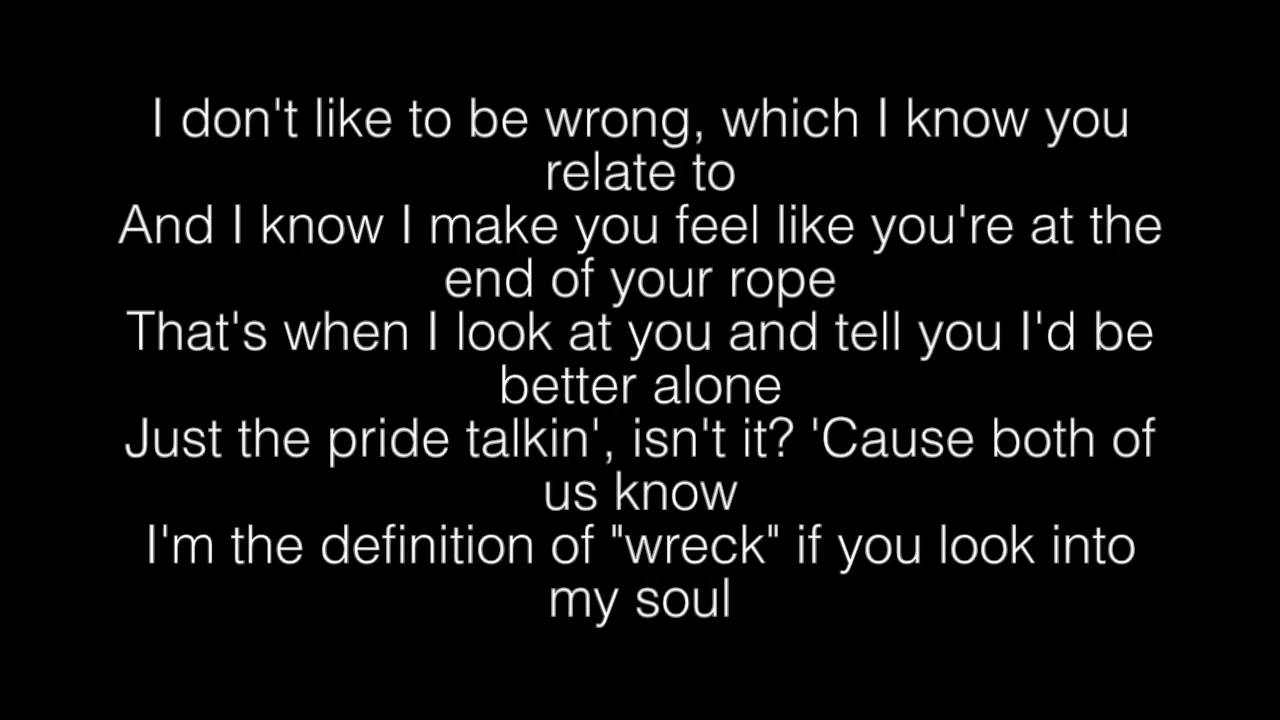 I don't like to be wrong, which I know you
relate to
And I know I make you feel like you're at the
end of your rope
That's when I look at you and tell you I'd be
better alone
Just the pride talkin', isn't it? 'Cause both of
us know
I'm the definition of "wreck" if you look into
my soul